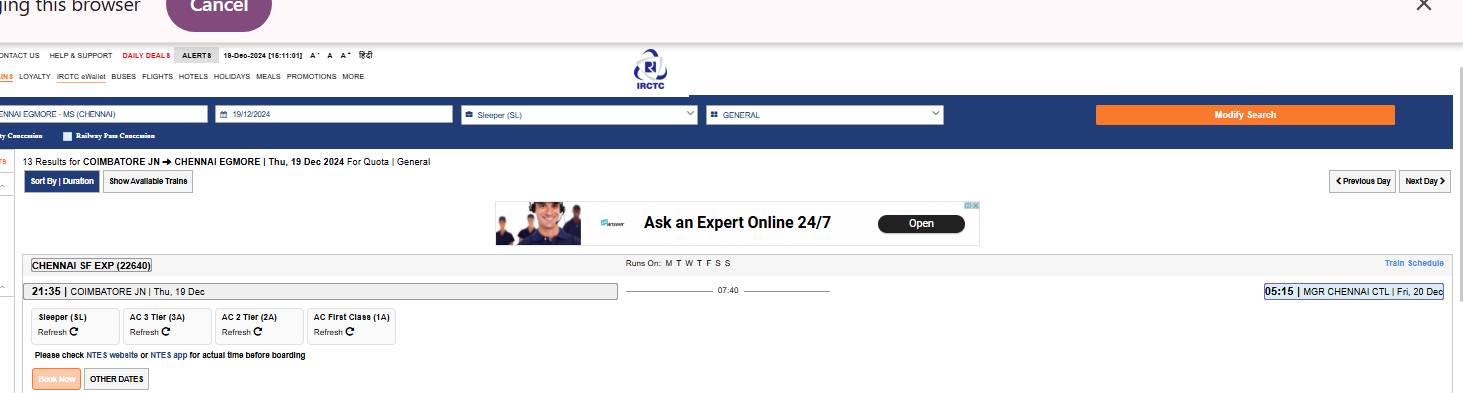 ging this browser Cancel
ONTACT US HELP & SUPPORT DAILY DEALS ALERTS 19-Dec-2024 [15:11:01] A- A A+ हिंदी
INS LOYALTY IRCTC eWallet BUSES FLIGHTS HOTELS HOLIDAYS MEALS PROMOTIONS MORE
IRCTC
ENNAI EGMORE - MS (CHENNAI) 19/12/2024 Sleeper (SL) GENERAL Modify Search
ty Concession Railway Pass Concession
13 Results for COIMBATORE JN ➔ CHENNAI EGMORE | Thu, 19 Dec 2024 For Quota | General
Sort By | Duration Show Available Trains Previous Day Next Day
Ask an Expert Online 24/7 Open
CHENNAI SF EXP (22640) Runs On: M T W T F S S Train Schedule
21:35 | COIMBATORE JN | Thu, 19 Dec 07:40 05:15 | MGR CHENNAI CTL | Fri, 20 Dec
Sleeper (SL) AC 3 Tier (3A) AC 2 Tier (2A) AC First Class (1A)
Refresh Refresh Refresh Refresh
Please check NTES website or NTES app for actual time before boarding
Book Now OTHER DATES